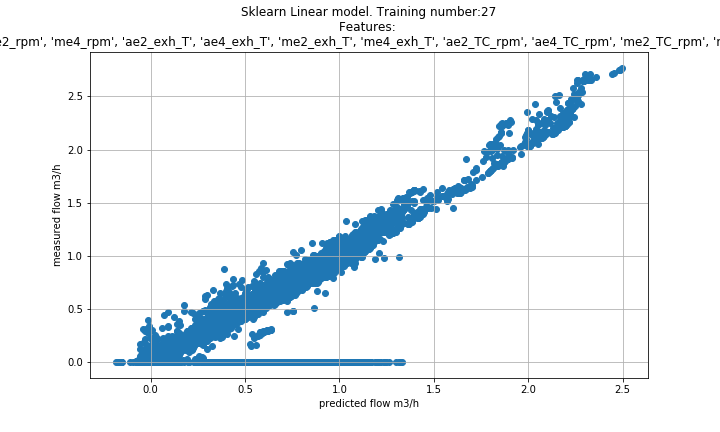 Sklearn Linear model. Training number:27
Features:
e2_rpm', 'me4_rpm', 'ae2_exh_T', 'ae4_exh_T', 'me2_exh_T', 'me4_exh_T', 'ae2_TC_rpm', 'ae4_TC_rpm', 'me2_TC_rpm',
measured flow m3/h
2.5
2.0
1.5
1.0
0.5
0.0
0.0 0.5 1.0 1.5 2.0 2.5
predicted flow m3/h